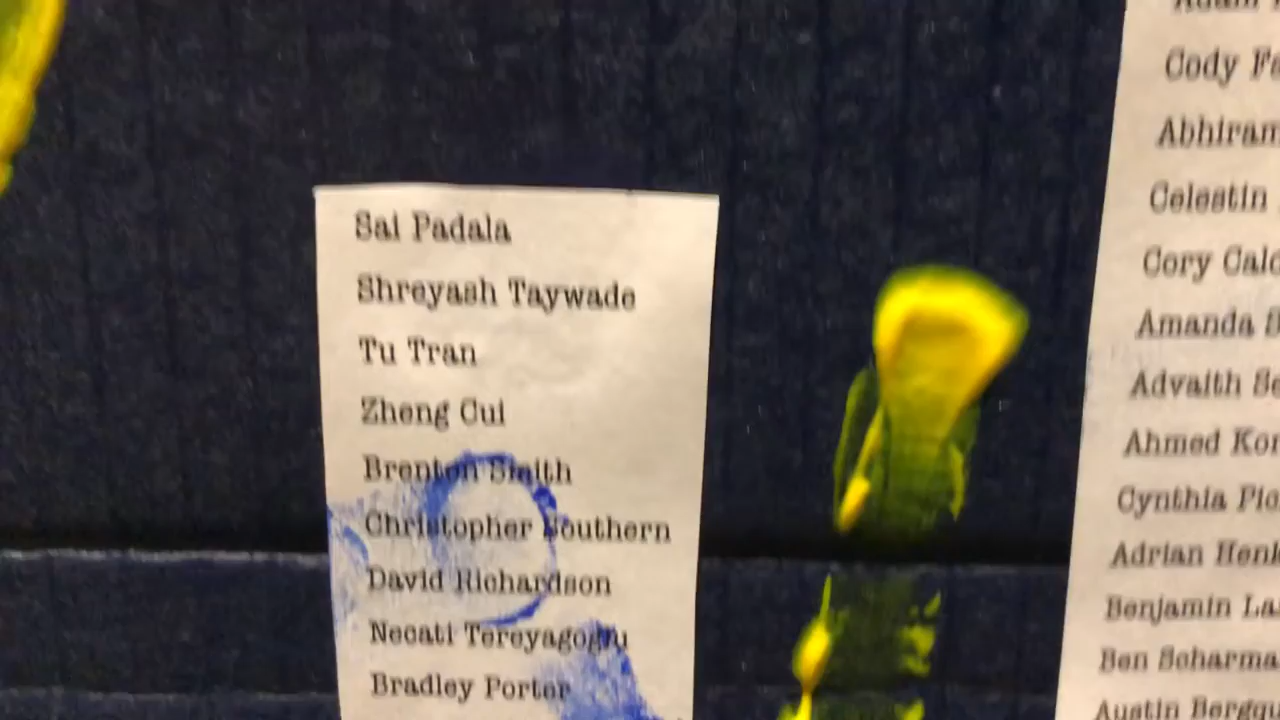 Sai Padala
Shreyash Taywade
Tu Tran
Zheng Cui
Brenton Smith
Christopher Southern
David Richardson
Necati Tereyagoglu
Bradley Porter
Cody
Abhiram
Celestin
Cory
Amanda
Advaith
Ahmed
Cynthia
Adrian
Benjamin
Ben
Austin